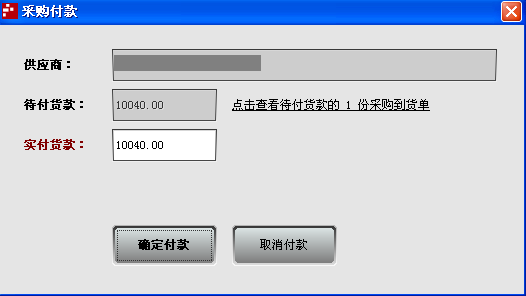 采购付款
供应商：
待付货款： 10040.00 点击查看待付货款的 1 份采购到货单
实付货款： 10040.00
确定付款 取消付款